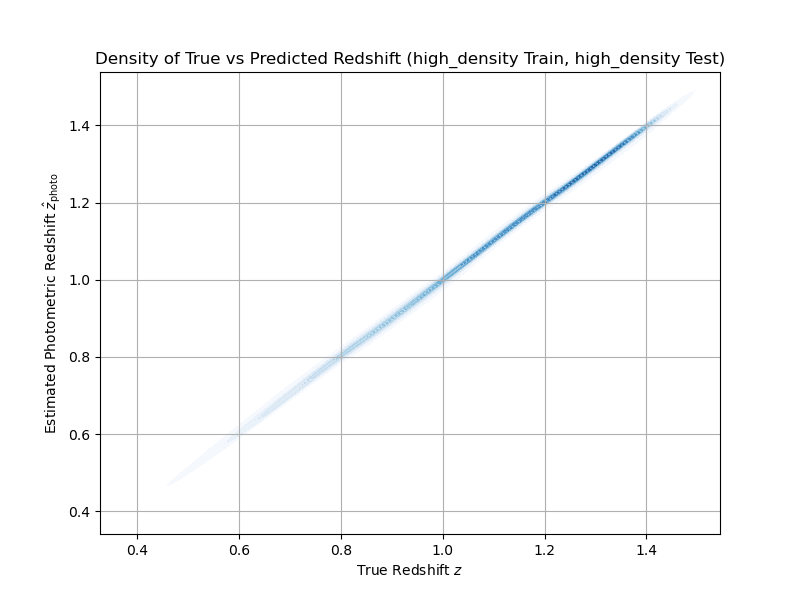 Density of True vs Predicted Redshift (high_density Train, high_density Test)
Estimated Photometric Redshift ẑ_photo
1.4
1.2
1.0
0.8
0.6
0.4
0.4 0.6 0.8 1.0 1.2 1.4
True Redshift z